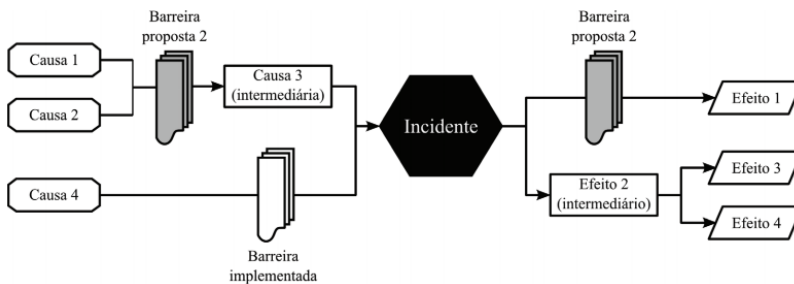 Barreira
proposta 2
Causa 1
Causa 2
Causa 3
(intermediária)
Causa 4
Barreira
implementada
Incidente
Barreira
proposta 2
Efeito 1
Efeito 2
(intermediário)
Efeito 3
Efeito 4